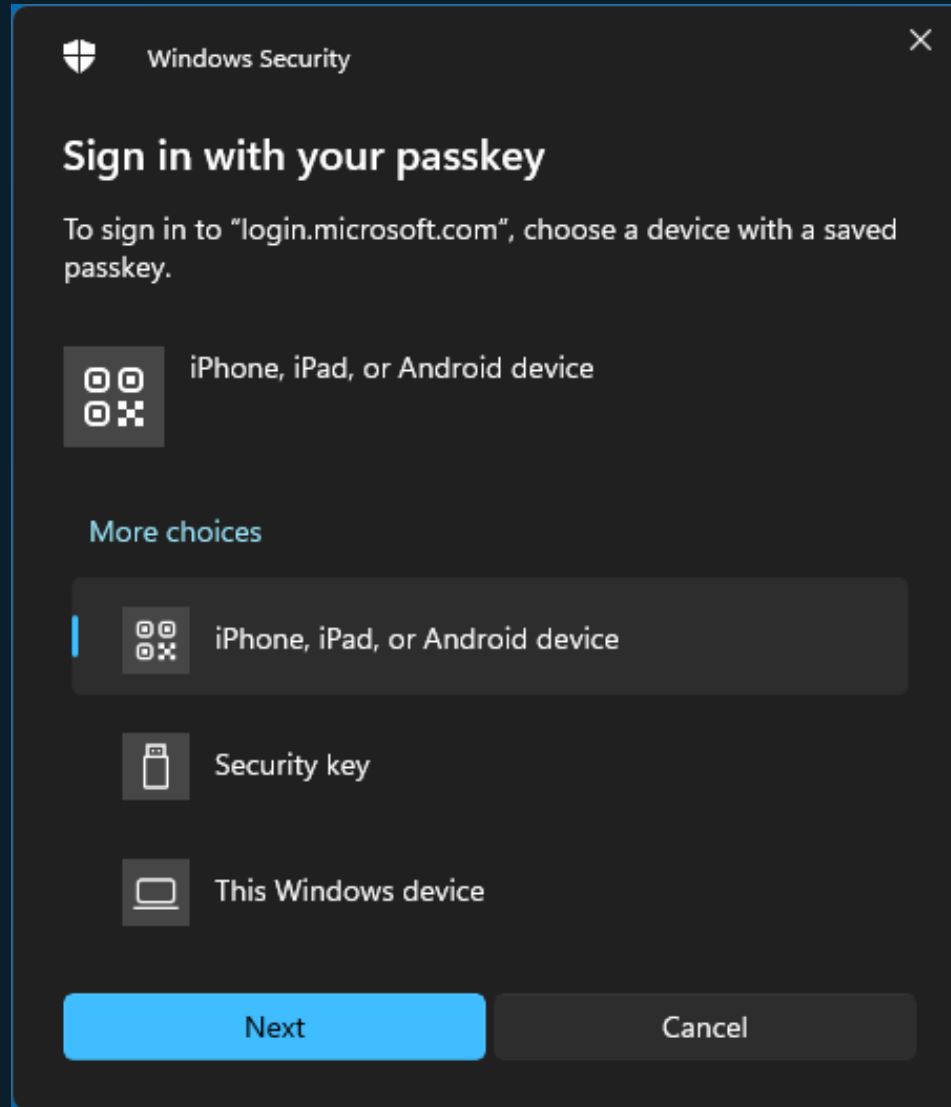 Windows Security
Sign in with your passkey
To sign in to “login.microsoft.com“, choose a device with a saved
passkey.
iPhone, iPad, or Android device
More choices
iPhone, iPad, or Android device
Security key
This Windows device
Next
Cancel